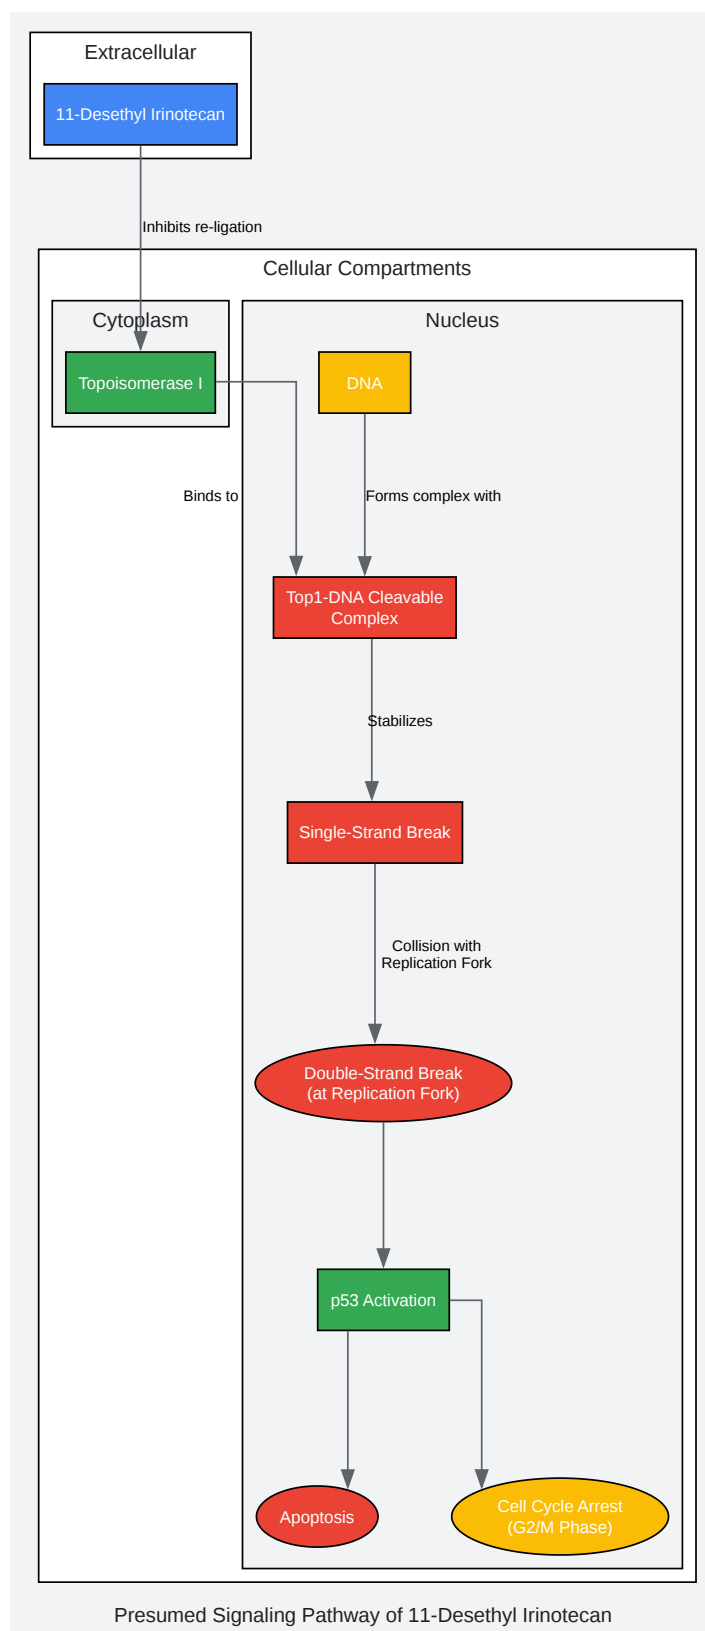 Extracellular
11-Desethyl Irinotecan
Inhibits re-ligation
Cellular Compartments
Cytoplasm
Nucleus
Topoisomerase I
DNA
Binds to
Forms complex with
Top1-DNA Cleavable
Complex
Stabilizes
Single-Strand Break
Collision with
Replication Fork
Double-Strand Break
(at Replication Fork)
p53 Activation
Apoptosis
Cell Cycle Arrest
(G2/M Phase)
Presumed Signaling Pathway of 11-Desethyl Irinotecan